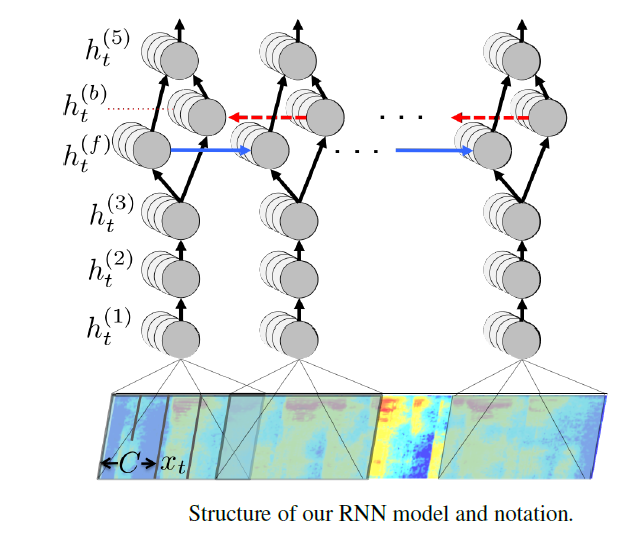 h_t^{(5)}
h_t^{(b)}
h_t^{(f)}
h_t^{(3)}
h_t^{(2)}
h_t^{(1)}
C x_t
Structure of our RNN model and notation.